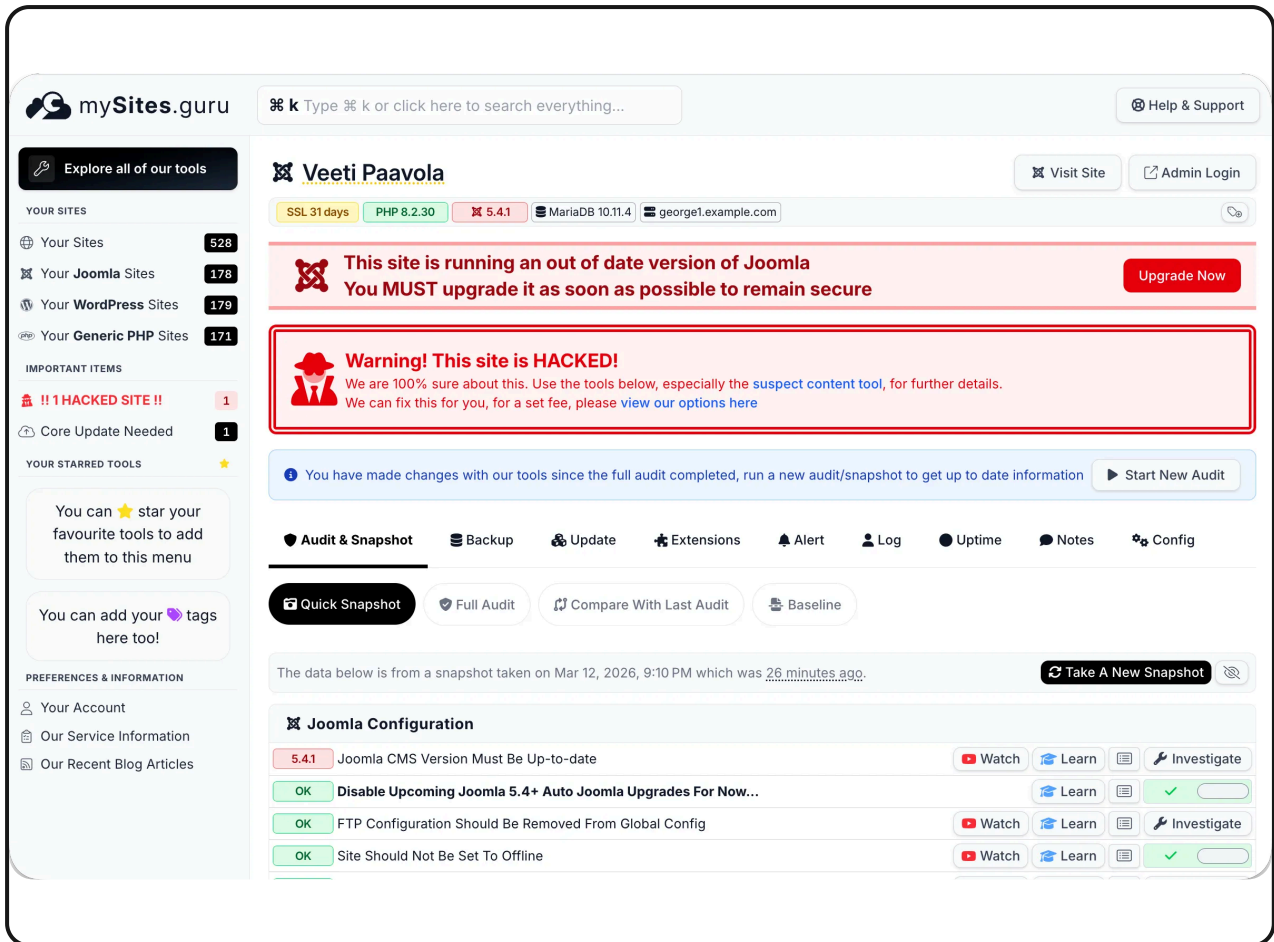 mySites.guru
⌘ k Type ⌘ k or click here to search everything...
Help & Support
Explore all of our tools
YOUR SITES
Your Sites 528
Your Joomla Sites 178
Your WordPress Sites 179
php Your Generic PHP Sites 171
IMPORTANT ITEMS
!! 1 HACKED SITE !! 1
Core Update Needed 1
YOUR STARRED TOOLS
You can ⭐ star your
favourite tools to add
them to this menu
You can add your tags
here too!
PREFERENCES & INFORMATION
Your Account
Our Service Information
Our Recent Blog Articles
Veeti Paavola
Visit Site
Admin Login
SSL 31 days
PHP 8.2.30
5.4.1
MariaDB 10.11.4
george1.example.com
This site is running an out of date version of Joomla
You MUST upgrade it as soon as possible to remain secure
Upgrade Now
Warning! This site is HACKED!
We are 100% sure about this. Use the tools below, especially the suspect content tool, for further details.
We can fix this for you, for a set fee, please view our options here
You have made changes with our tools since the full audit completed, run a new audit/snapshot to get up to date information
Start New Audit
Audit & Snapshot
Backup
Update
Extensions
Alert
Log
Uptime
Notes
Config
Quick Snapshot
Full Audit
Compare With Last Audit
Baseline
The data below is from a snapshot taken on Mar 12, 2026, 9:10 PM which was 26 minutes ago.
Take A New Snapshot
Joomla Configuration
5.4.1 Joomla CMS Version Must Be Up-to-date Watch Learn Investigate
OK Disable Upcoming Joomla 5.4+ Auto Joomla Upgrades For Now... Learn
OK FTP Configuration Should Be Removed From Global Config Watch Learn Investigate
OK Site Should Not Be Set To Offline Watch Learn